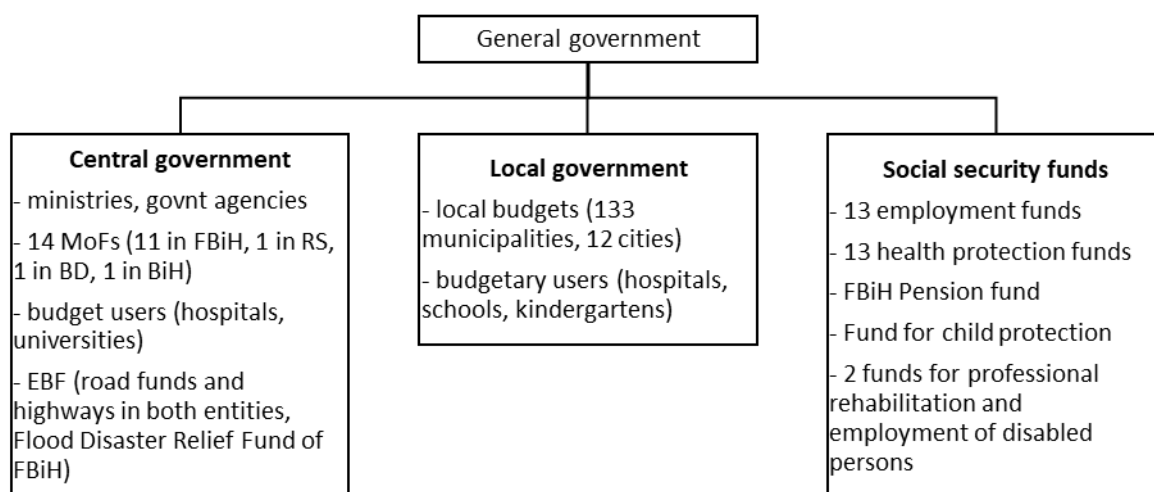 General government
Central government
- ministries, govnt agencies
- 14 MoFs (11 in FBiH, 1 in RS,
1 in BD, 1 in BiH)
- budget users (hospitals,
universities)
- EBF (road funds and
highways in both entities,
Flood Disaster Relief Fund of
FBiH)
Local government
- local budgets (133
municipalities, 12 cities)
- budgetary users (hospitals,
schools, kindergartens)
Social security funds
- 13 employment funds
- 13 health protection funds
- FBiH Pension fund
- Fund for child protection
- 2 funds for professional
rehabilitation and
employment of disabled
persons